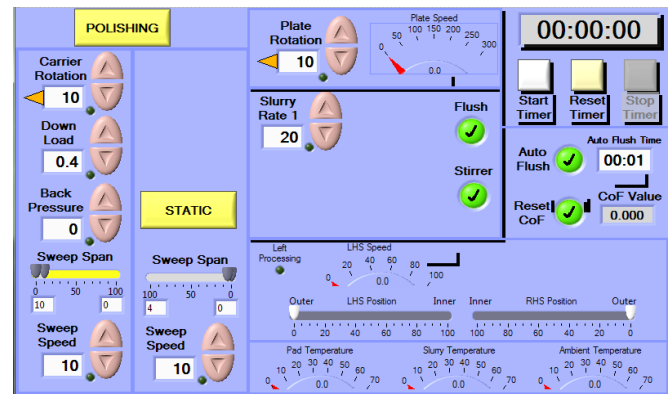 POLISHING
Carrier
Rotation
10
Down
Load
0.4
Back
Pressure
0
Sweep Span
0 50 100
10 0
Sweep
Speed
10
STATIC
Sweep Span
100 50 0
4 0
Sweep
Speed
10
Plate
Rotation
10
Plate Speed
0 50 100 150 200 250 300
0.0
Slurry
Rate 1
20
Flush
Stirrer
00:00:00
Start
Timer
Reset
Timer
Stop
Timer
Auto
Flush
Auto Flush Time
00:01
Reset
CoF
CoF Value
0.000
Left
Processing
LHS Speed
0 20 40 60 80 100
0.0
Outer LHS Position Inner
0 20 40 60 80 100
Inner RHS Position Outer
100 80 60 40 20 0
Pad Temperature
0 10 20 30 40 50 60 70
0.0
Slurry Temperature
0 10 20 30 40 50 60 70
0.0
Ambient Temperature
0 10 20 30 40 50 60 70
0.0